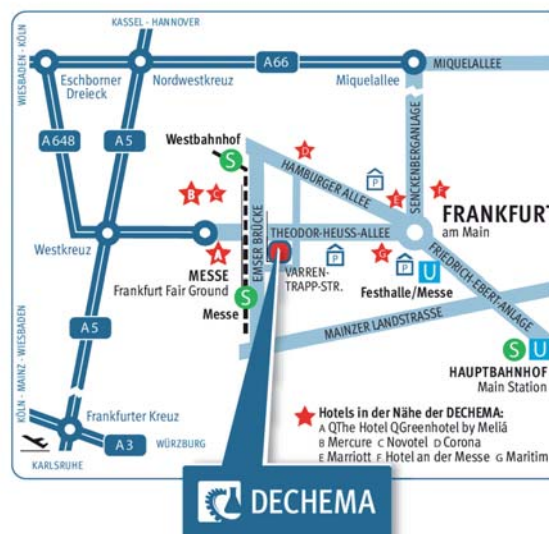 KASSEL - HANNOVER
WIESBADEN - KÖLN
A66
MIQUELALLEE
Eschborner
Dreieck
Nordwestkreuz
Miquelallee
A648
A5
Westbahnhof
S
D
P
HAMBURGER ALLEE
SENCKENBERGANLAGE
B
C
E
F
EMSER BRÜCKE
THEODOR-HEUSS-ALLEE
FRANKFURT
am Main
Westkreuz
A
G
P
P
U
MESSE
Frankfurt Fair Ground
VARREN-
TRAPP-STR.
Festhalle/Messe
FRIEDRICH-EBERT-ANLAGE
S
Messe
MAINZER LANDSTRASSE
A5
S
U
HAUPTBAHNHOF
Main Station
KÖLN - MAINZ - WIESBADEN
Frankfurter Kreuz
A3
WÜRZBURG
KARLSRUHE
Hotels in der Nähe der DECHEMA:
A QThe Hotel QGreenhotel by Meliá
B Mercure C Novotel D Corona
E Marriott F Hotel an der Messe G Maritim
DECHEMA